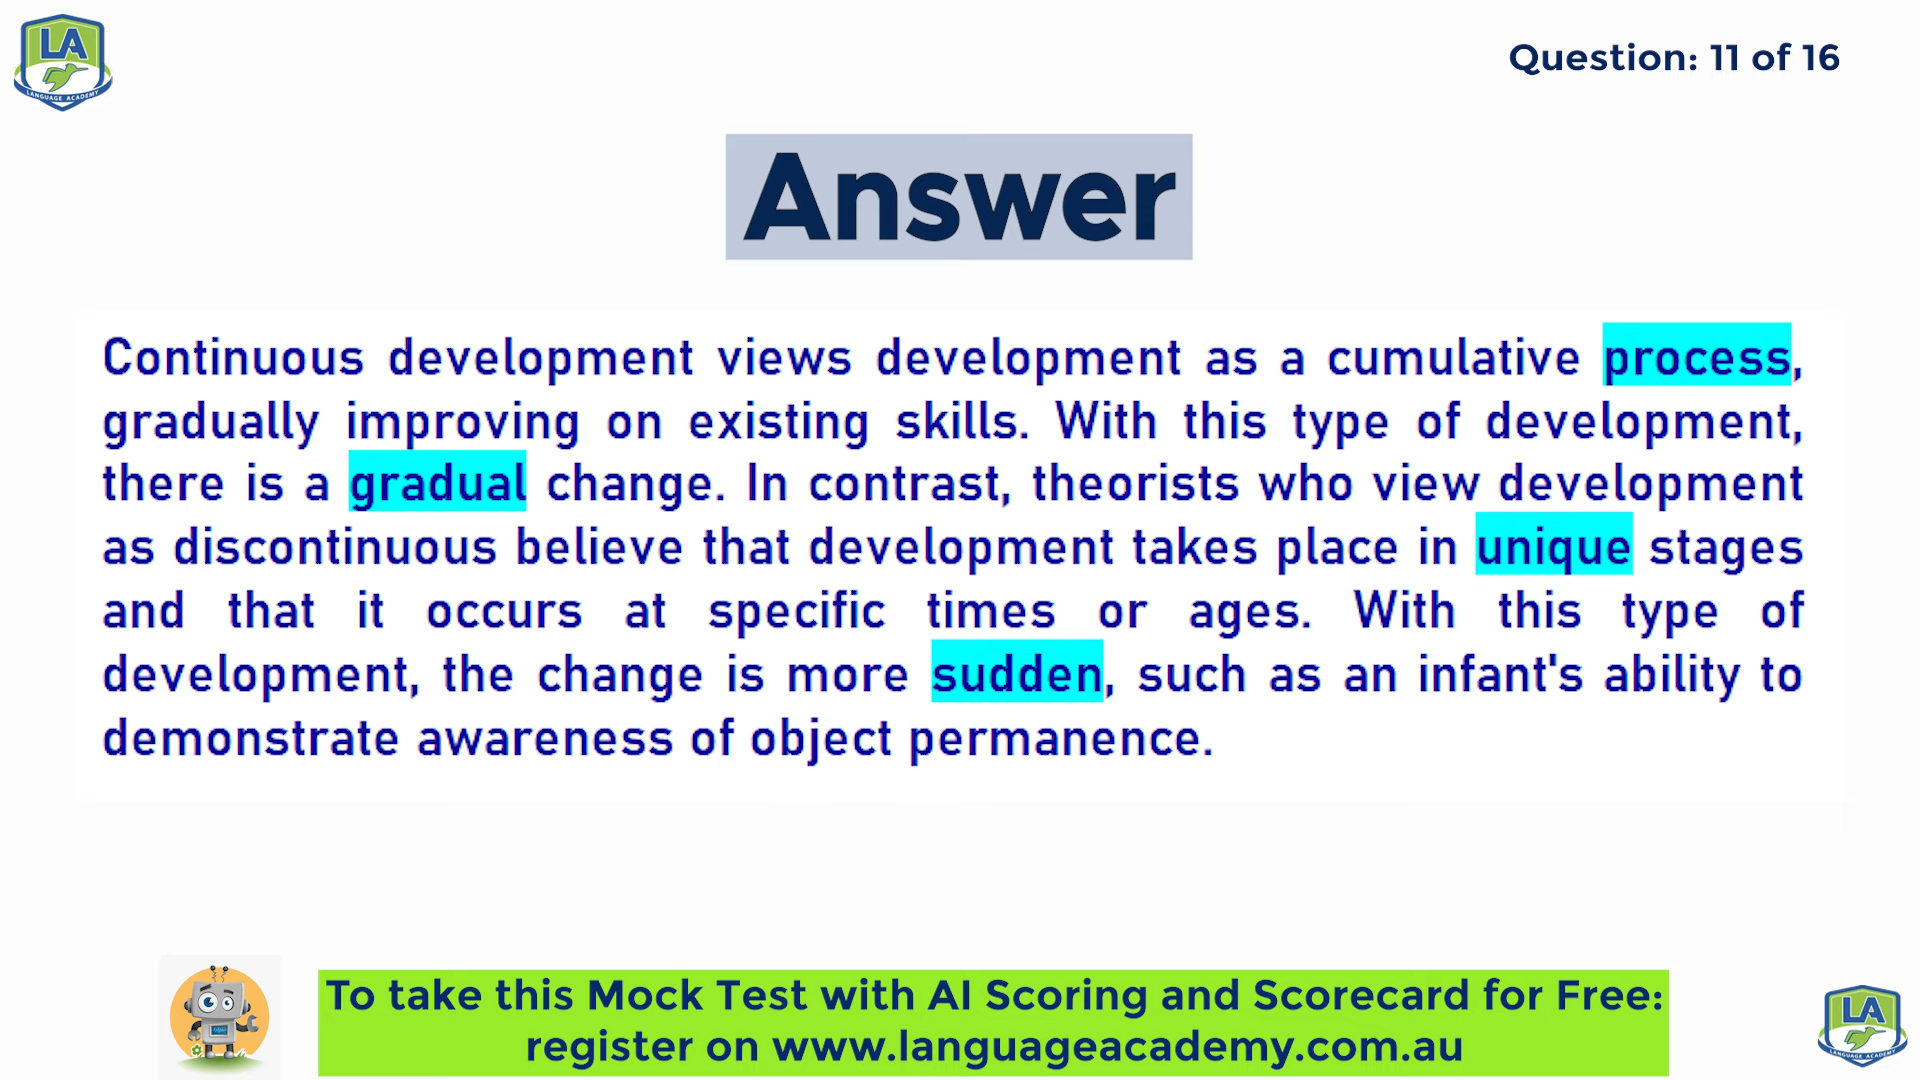 LA
LANGUAGE ACADEMY
Question: 11 of 16
Answer
Continuous development views development as a cumulative process,
gradually improving on existing skills. With this type of development,
there is a gradual change. In contrast, theorists who view development
as discontinuous believe that development takes place in unique stages
and that it occurs at specific times or ages. With this type of
development, the change is more sudden, such as an infant's ability to
demonstrate awareness of object permanence.
To take this Mock Test with AI Scoring and Scorecard for Free:
register on www.languageacademy.com.au
LA
LANGUAGE ACADEMY